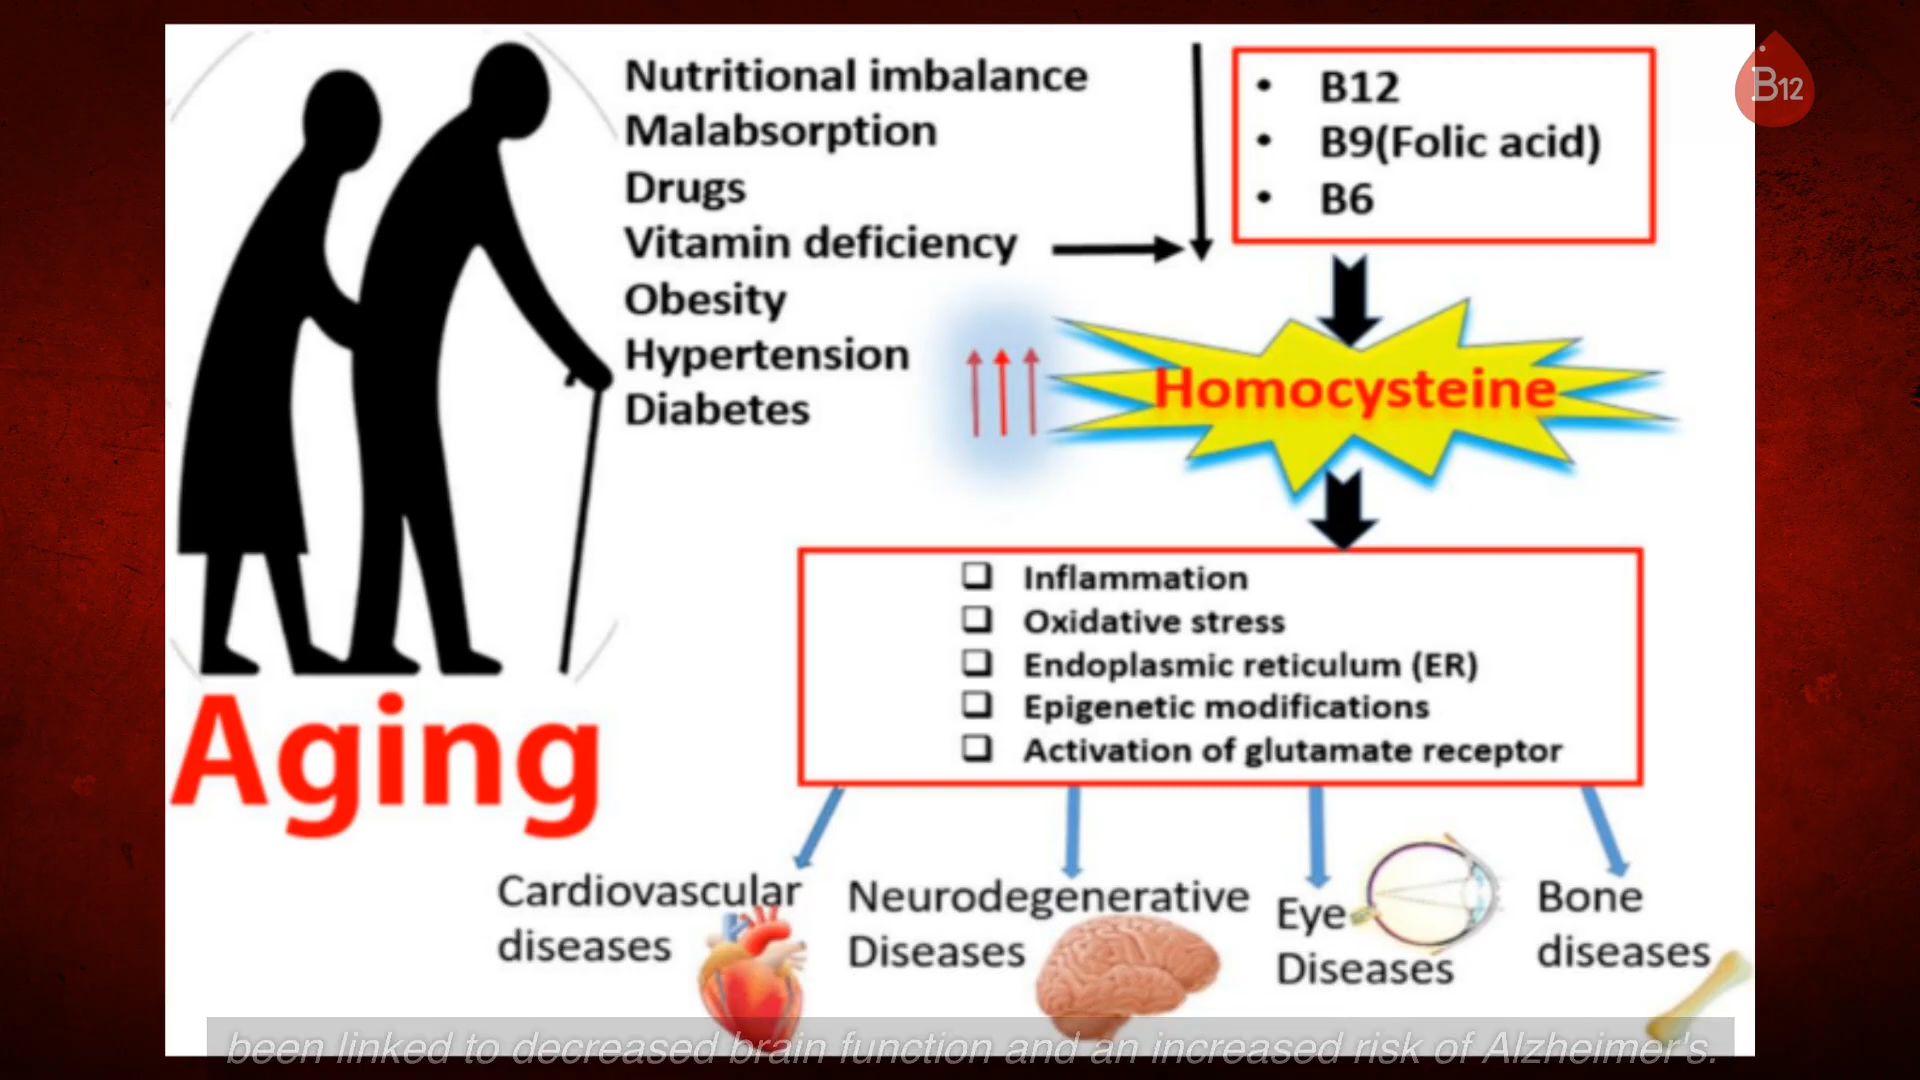 Nutritional imbalance
Malabsorption
Drugs
Vitamin deficiency
Obesity
Hypertension
Diabetes
• B12
• B9(Folic acid)
• B6
B12
Homocysteine
❑ Inflammation
❑ Oxidative stress
❑ Endoplasmic reticulum (ER)
❑ Epigenetic modifications
❑ Activation of glutamate receptor
Aging
Cardiovascular
diseases
Neurodegenerative
Diseases
Eye
Diseases
Bone
diseases
been linked to decreased brain function and an increased risk of Alzheimer's.